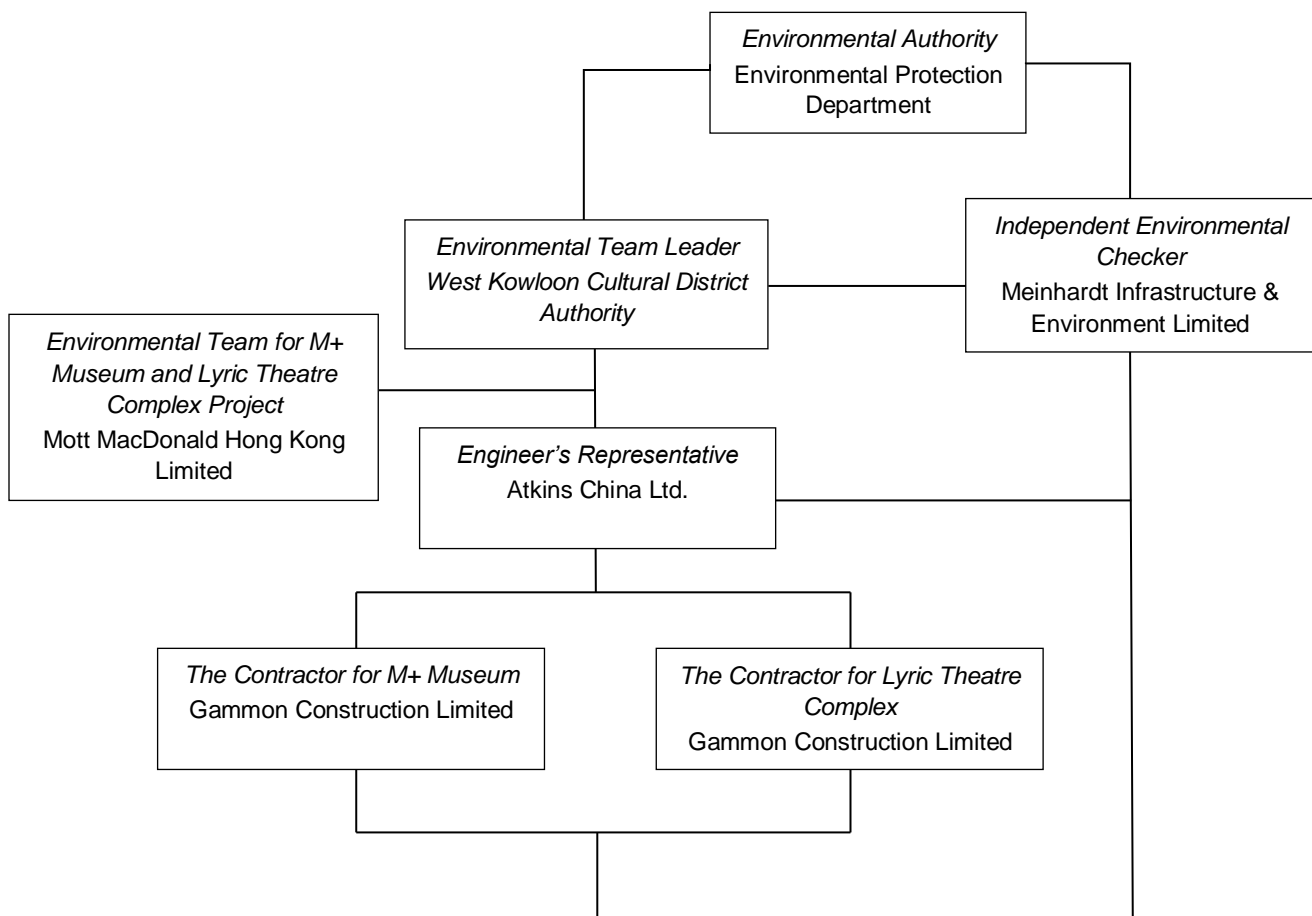 Environmental Authority
Environmental Protection
Department
Environmental Team Leader
West Kowloon Cultural District
Authority
Independent Environmental
Checker
Meinhardt Infrastructure &
Environment Limited
Environmental Team for M+
Museum and Lyric Theatre
Complex Project
Mott MacDonald Hong Kong
Limited
Engineer’s Representative
Atkins China Ltd.
The Contractor for M+ Museum
Gammon Construction Limited
The Contractor for Lyric Theatre
Complex
Gammon Construction Limited